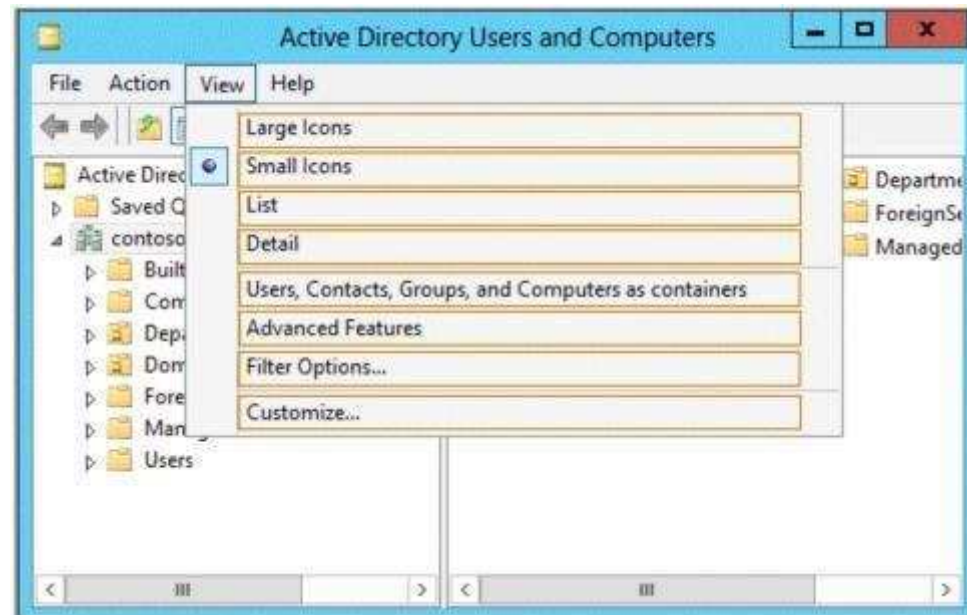 Active Directory Users and Computers
File Action View Help
Large Icons
Small Icons
List
Detail
Users, Contacts, Groups, and Computers as containers
Advanced Features
Filter Options...
Customize...
Active Direc
Saved Q
contoso
Built
Com
Depa
Dom
Fore
Man
Users
Departme
ForeignSe
Managed